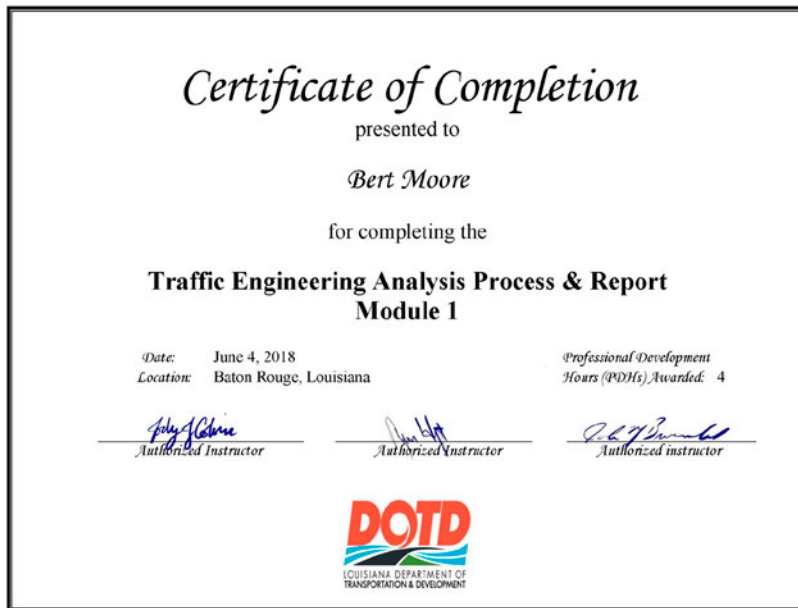 Certificate of Completion
presented to
Bert Moore
for completing the
Traffic Engineering Analysis Process & Report
Module 1
Date: June 4, 2018
Location: Baton Rouge, Louisiana
Professional Development
Hours (PDHs) Awarded: 4
Authorized Instructor
Authorized Instructor
Authorized instructor
DOTD
LOUISIANA DEPARTMENT OF
TRANSPORTATION & DEVELOPMENT